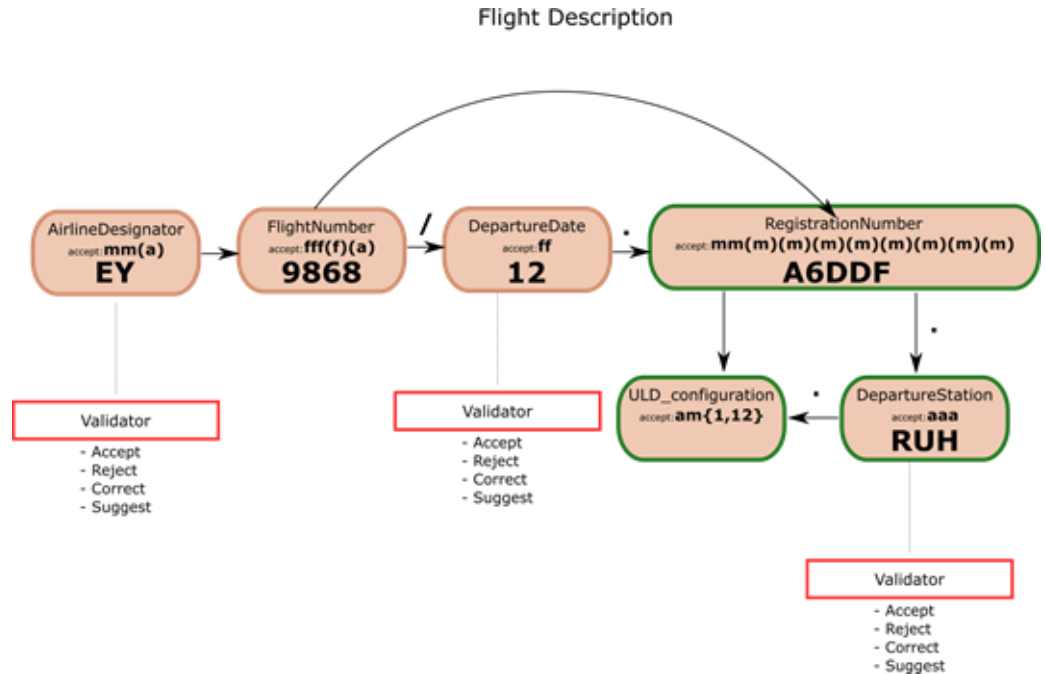 Flight Description
AirlineDesignator
accept:mm(a)
EY
FlightNumber
accept:fff(f)(a)
9868
/
DepartureDate
accept:ff
12
.
RegistrationNumber
accept:mm(m)(m)(m)(m)(m)(m)(m)(m)
A6DDF
.
ULD_configuration
accept:am{1,12}
.
DepartureStation
accept:aaa
RUH
Validator
- Accept
- Reject
- Correct
- Suggest
Validator
- Accept
- Reject
- Correct
- Suggest
Validator
- Accept
- Reject
- Correct
- Suggest